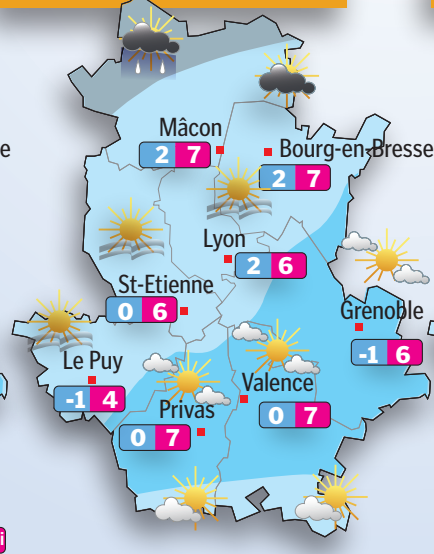 Mâcon
2 7
e
Bourg-en-Bresse
2 7
Lyon
2 6
St-Etienne
0 6
Grenoble
-1 6
Le Puy
-1 4
Valence
0 7
Privas
0 7
i